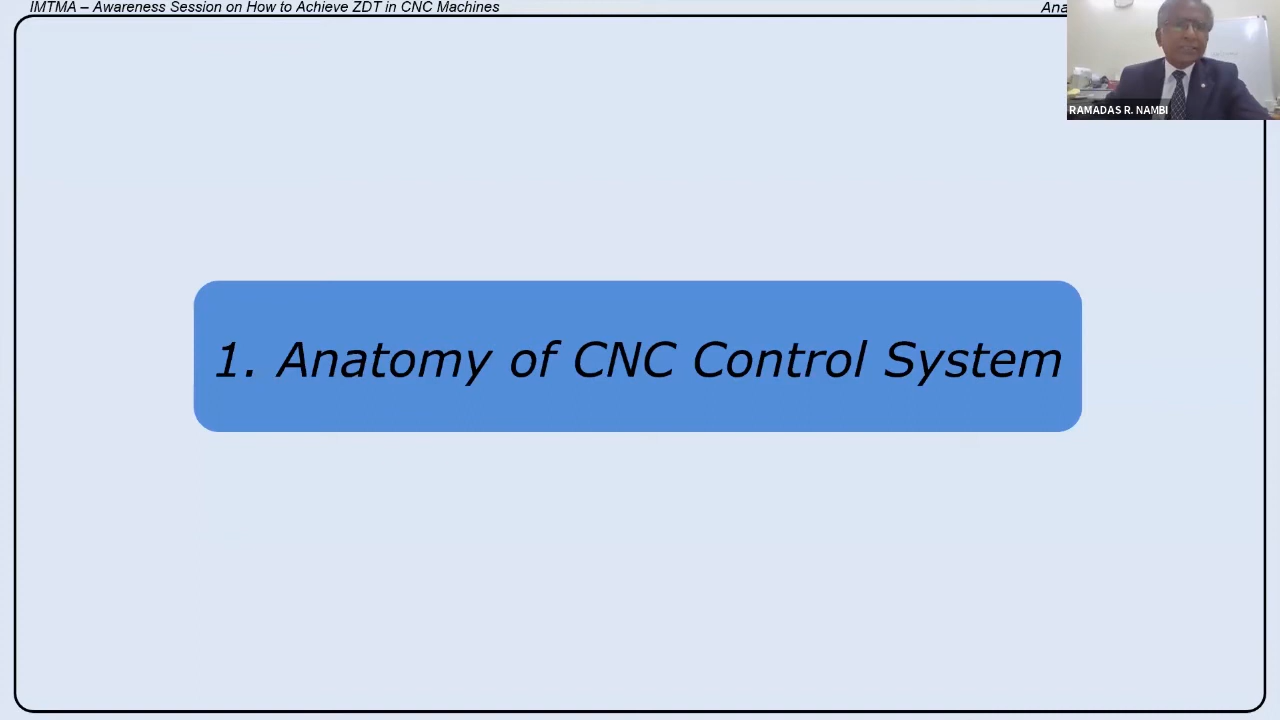 IMTMA – Awareness Session on How to Achieve ZDT in CNC Machines
RAMADAS R. NAMBI
1. Anatomy of CNC Control System